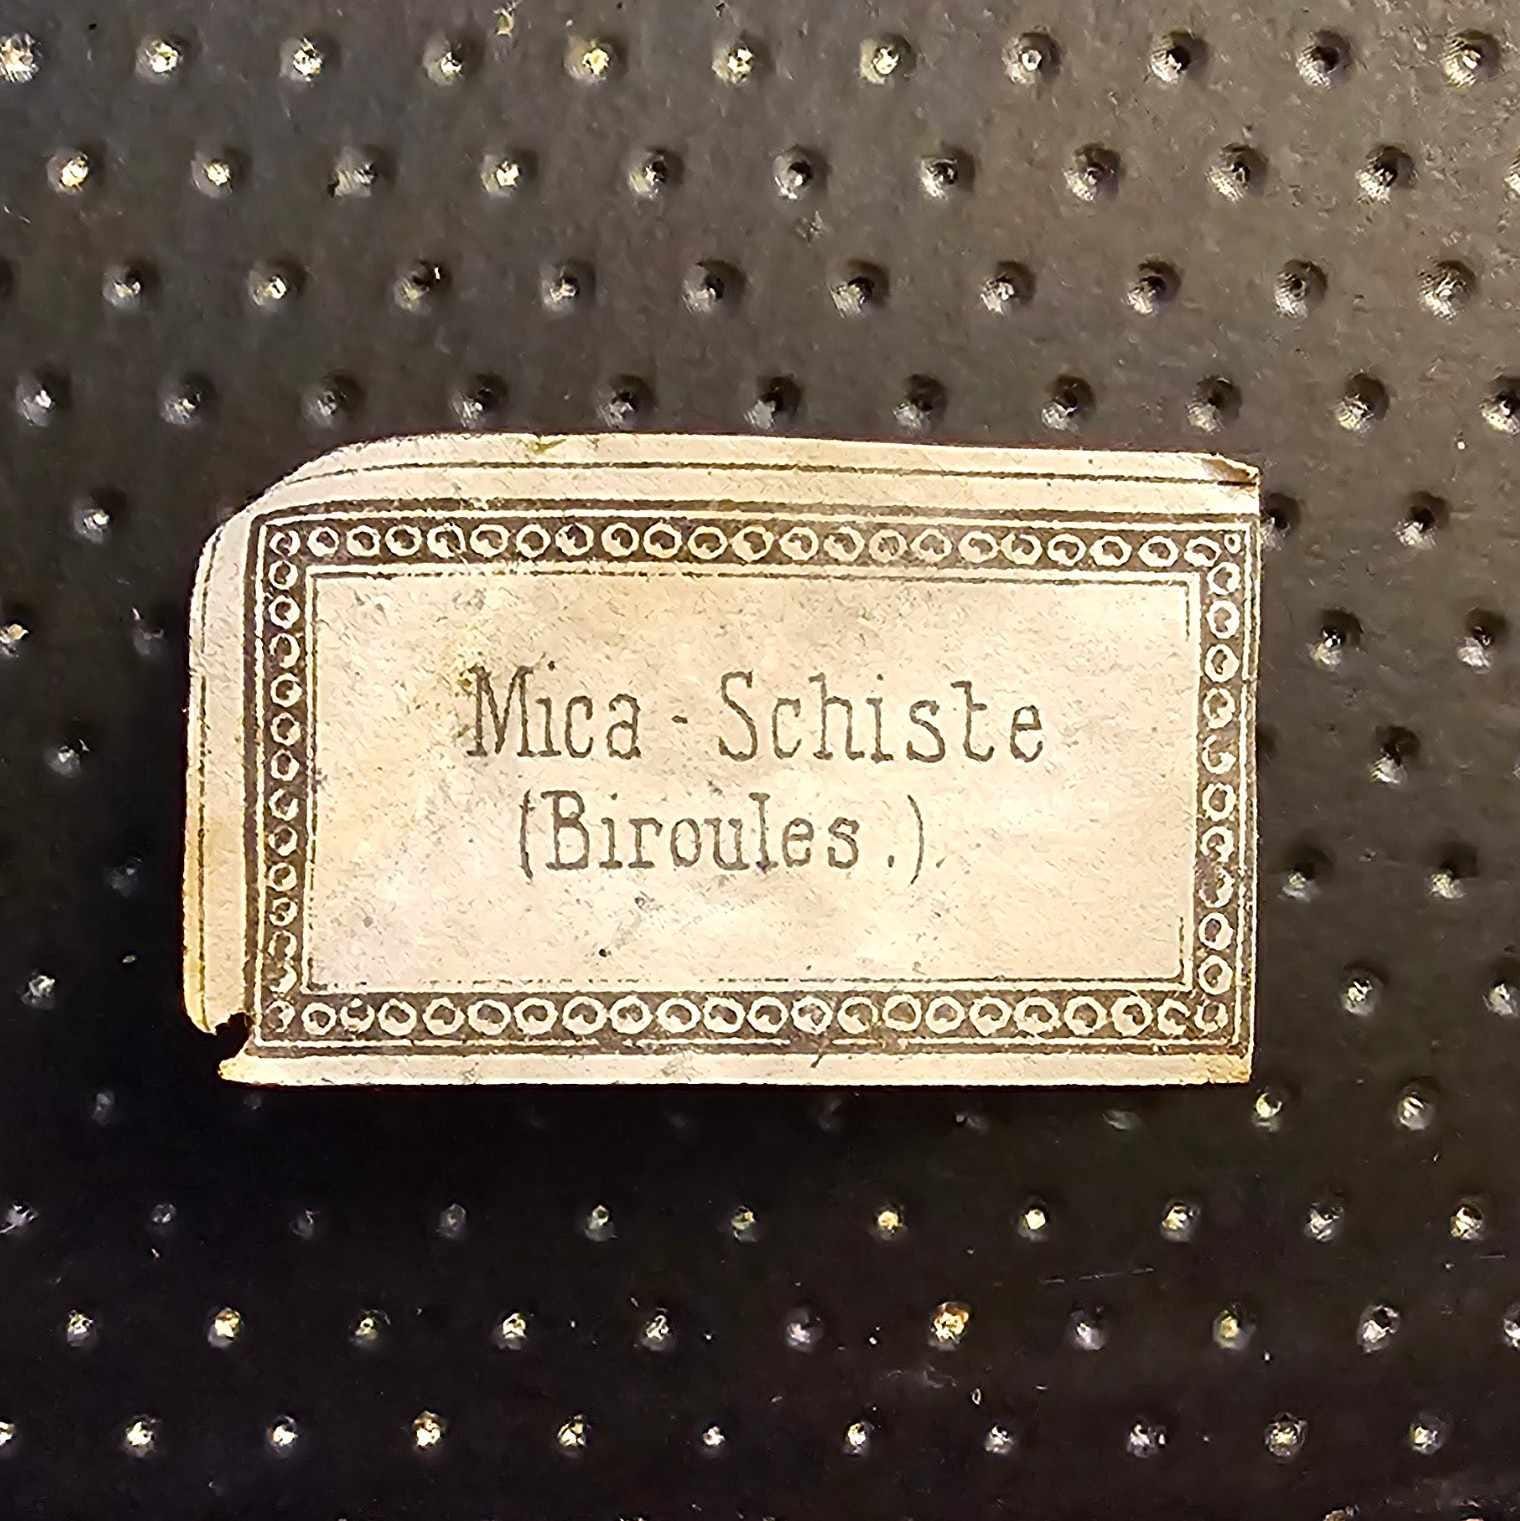 Mica - Schiste
(Biroules.)